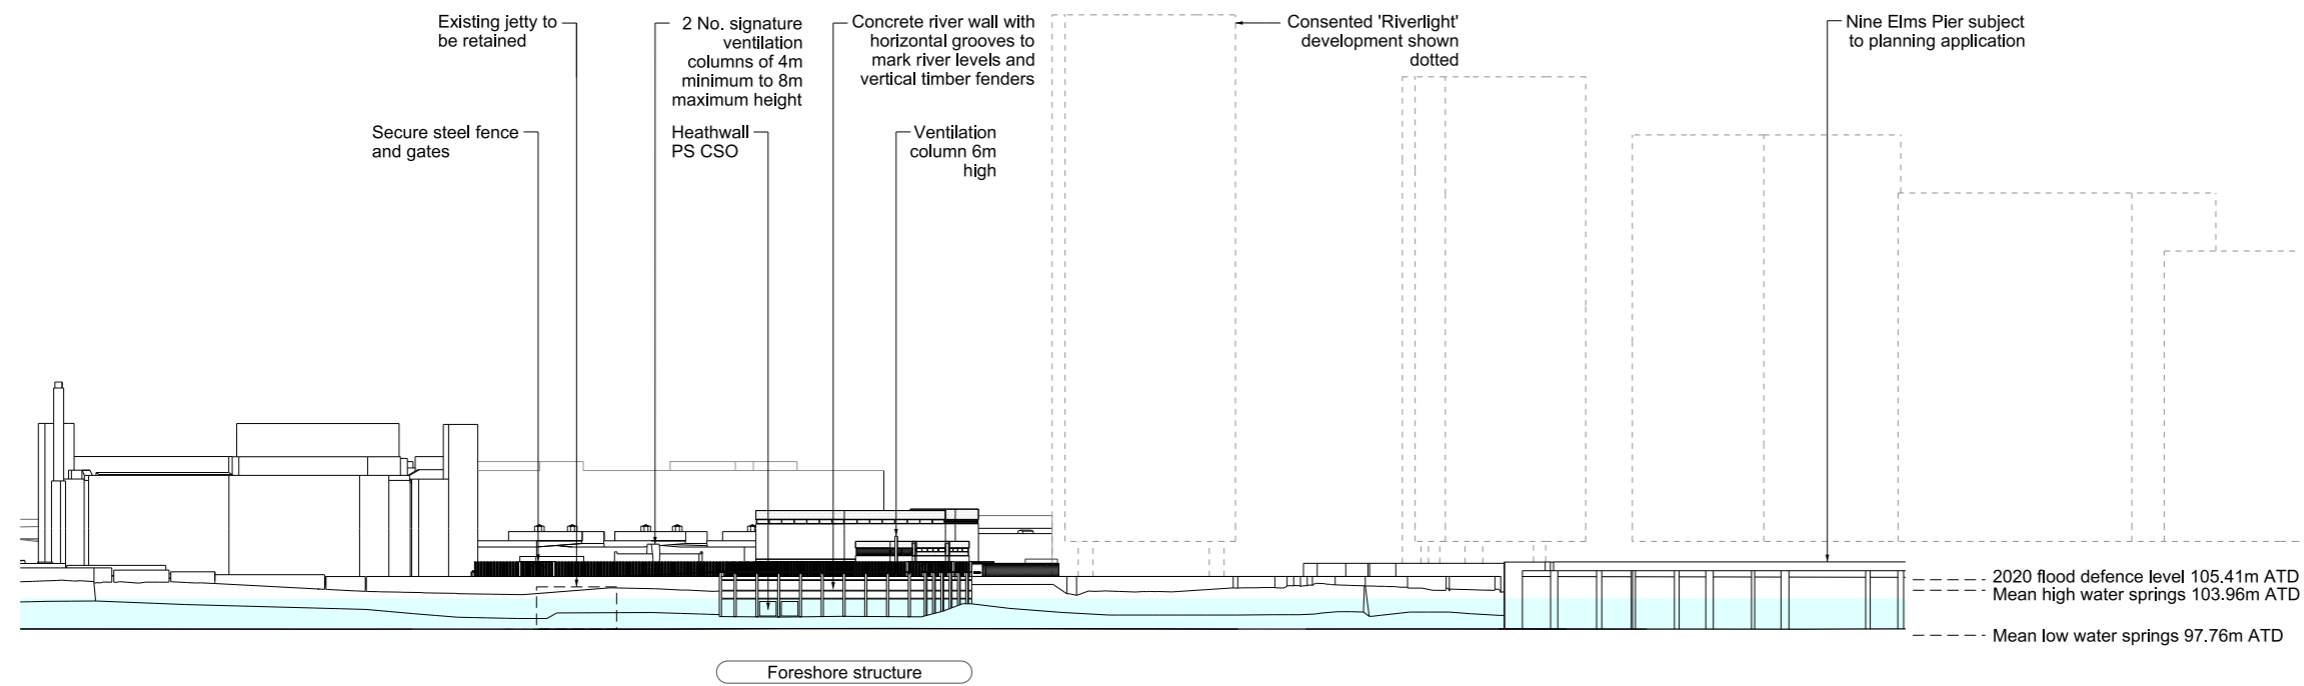 Existing jetty to
be retained
2 No. signature
ventilation
columns of 4m
minimum to 8m
maximum height
Concrete river wall with
horizontal grooves to
mark river levels and
vertical timber fenders
Consented 'Riverlight'
development shown
dotted
Nine Elms Pier subject
to planning application
Secure steel fence
and gates
Heathwall
PS CSO
Ventilation
column 6m
high
2020 flood defence level 105.41m ATD
Mean high water springs 103.96m ATD
Mean low water springs 97.76m ATD
Foreshore structure